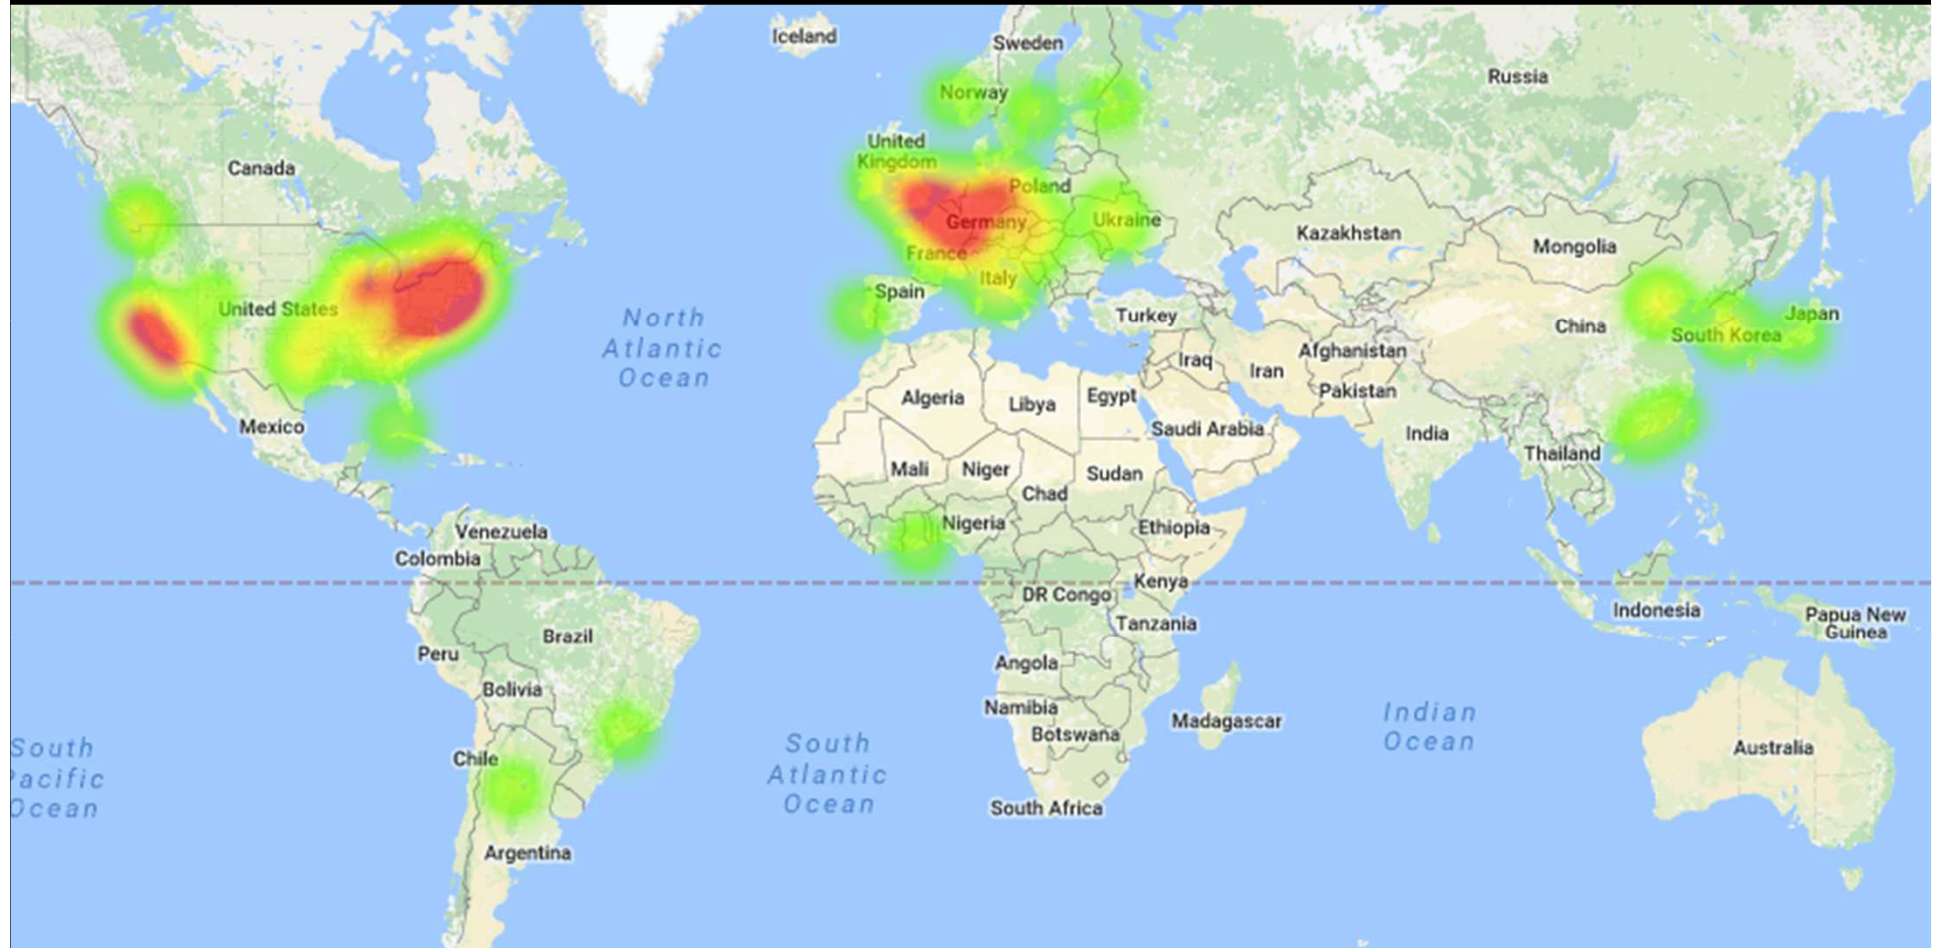 Iceland
Sweden
Russia
Norway
United
Kingdom
Canada
Poland
Germany
Ukraine
Kazakhstan
Mongolia
France
Italy
Spain
United States
Turkey
China
South Korea
Japan
North
Atlantic
Ocean
Iraq
Iran
Afghanistan
Pakistan
Algeria
Libya
Egypt
Saudi Arabia
India
Thailand
Mexico
Mali
Niger
Chad
Sudan
Nigeria
Ethiopia
Venezuela
Colombia
Kenya
DR Congo
Tanzania
Indonesia
Papua New
Guinea
Brazil
Peru
Angola
Bolivia
Namibia
Botswana
Madagascar
Indian
Ocean
Australia
South
Pacific
Ocean
Chile
South
Atlantic
Ocean
South Africa
Argentina